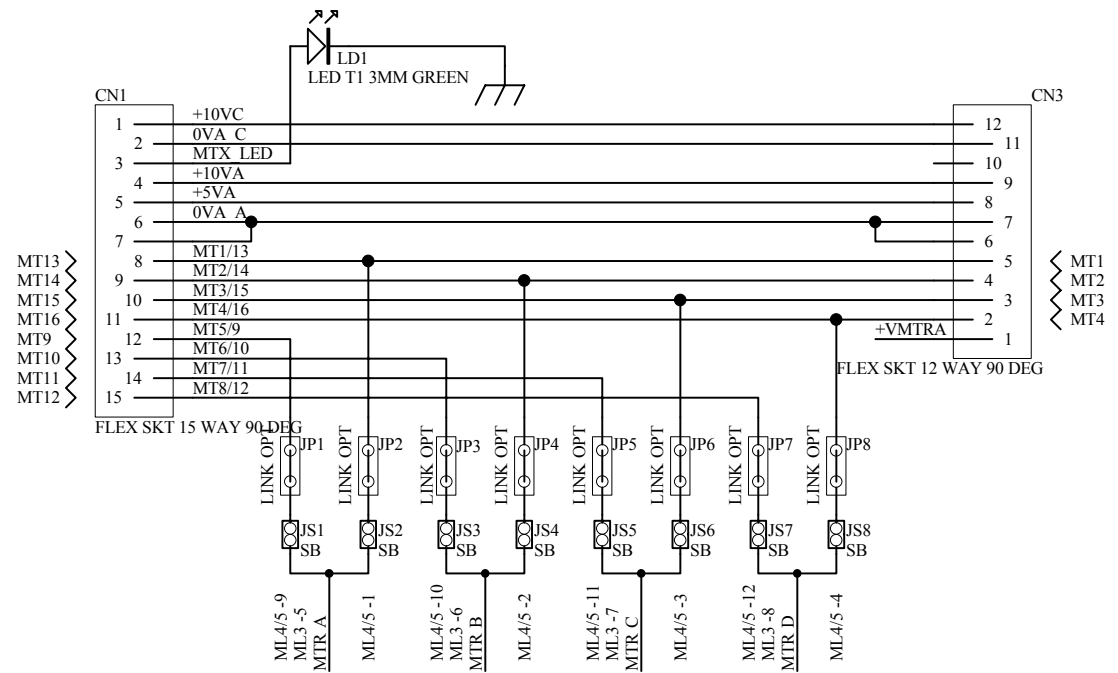 LD1
LED T1 3MM GREEN
CN1
CN3
1
+10VC
12
2
0VA_C
11
3
MTX_LED
10
4
+10VA
9
5
+5VA
8
6
0VA_A
7
7
6
MT13
8
MT1/13
5
MT1
MT14
9
MT2/14
4
MT2
MT15
10
MT3/15
3
MT3
MT16
11
MT4/16
2
MT4
MT9
12
MT5/9
+VMTRA
1
MT10
13
MT6/10
MT11
14
MT7/11
MT12
15
MT8/12
FLEX SKT 12 WAY 90 DEG
FLEX SKT 15 WAY 90 DEG
LINK OPT
JP1
LINK OPT
JP2
LINK OPT
JP3
LINK OPT
JP4
LINK OPT
JP5
LINK OPT
JP6
LINK OPT
JP7
LINK OPT
JP8
JS1
SB
JS2
SB
JS3
SB
JS4
SB
JS5
SB
JS6
SB
JS7
SB
JS8
SB
ML4/5 -9
ML3 -5
MTR A
ML4/5 -1
ML4/5 -10
ML3 -6
MTR B
ML4/5 -2
ML4/5 -11
ML3 -7
MTR C
ML4/5 -3
ML4/5 -12
ML3 -8
MTR D
ML4/5 -4